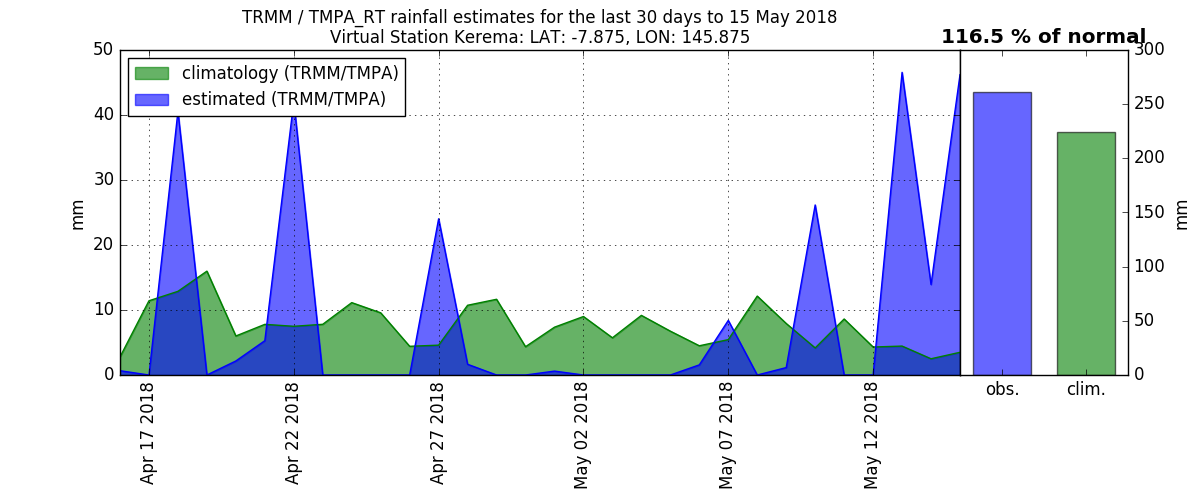 TRMM / TMPA_RT rainfall estimates for the last 30 days to 15 May 2018
Virtual Station Kerema: LAT: -7.875, LON: 145.875
116.5 % of normal
climatology (TRMM/TMPA)
estimated (TRMM/TMPA)
50
40
30
20
10
0
mm
300
250
200
150
100
50
0
mm
Apr 17 2018
Apr 22 2018
Apr 27 2018
May 02 2018
May 07 2018
May 12 2018
obs.
clim.